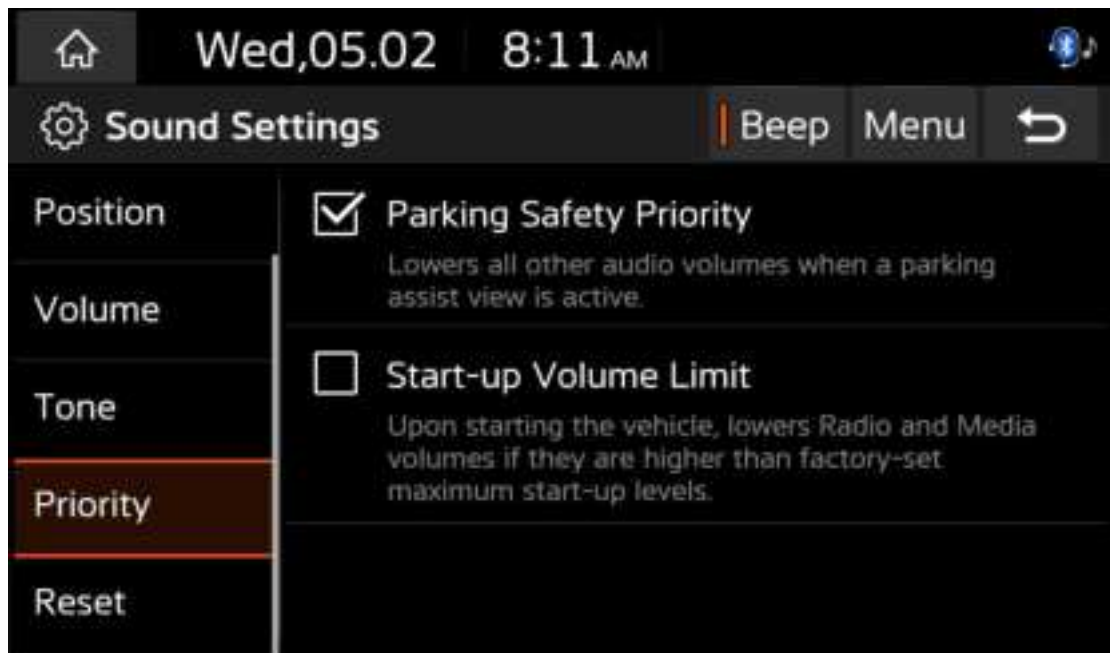 Wed,05.02 8:11 AM
Sound Settings Beep Menu
Position
Volume
Tone
Priority
Reset
Parking Safety Priority
Lowers all other audio volumes when a parking
assist view is active.
Start-up Volume Limit
Upon starting the vehicle, lowers Radio and Media
volumes if they are higher than factory-set
maximum start-up levels.